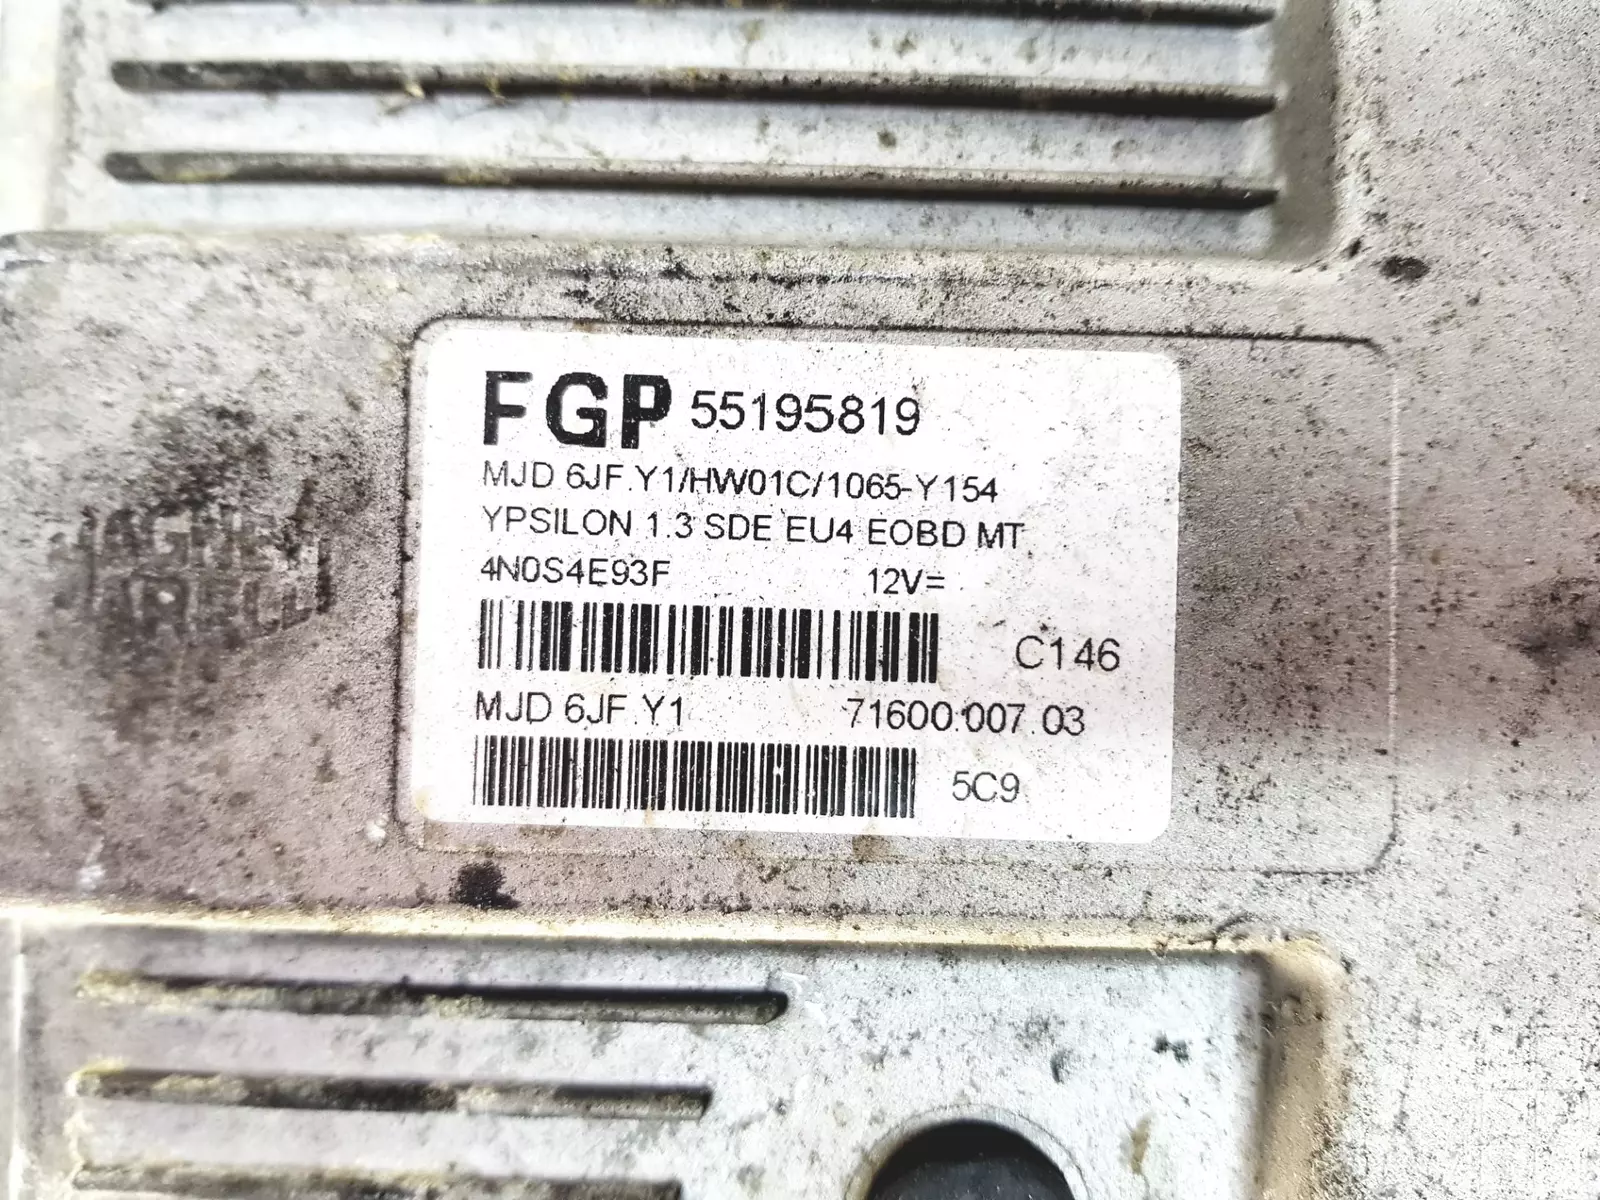 FGP 55195819
MJD 6JF.Y1/HW01C/1065-Y154
YPSILON 1.3 SDE EU4 EOBD MT
4N0S4E93F 12V=
C146
MJD 6JF.Y1 71600.007.03
5C9